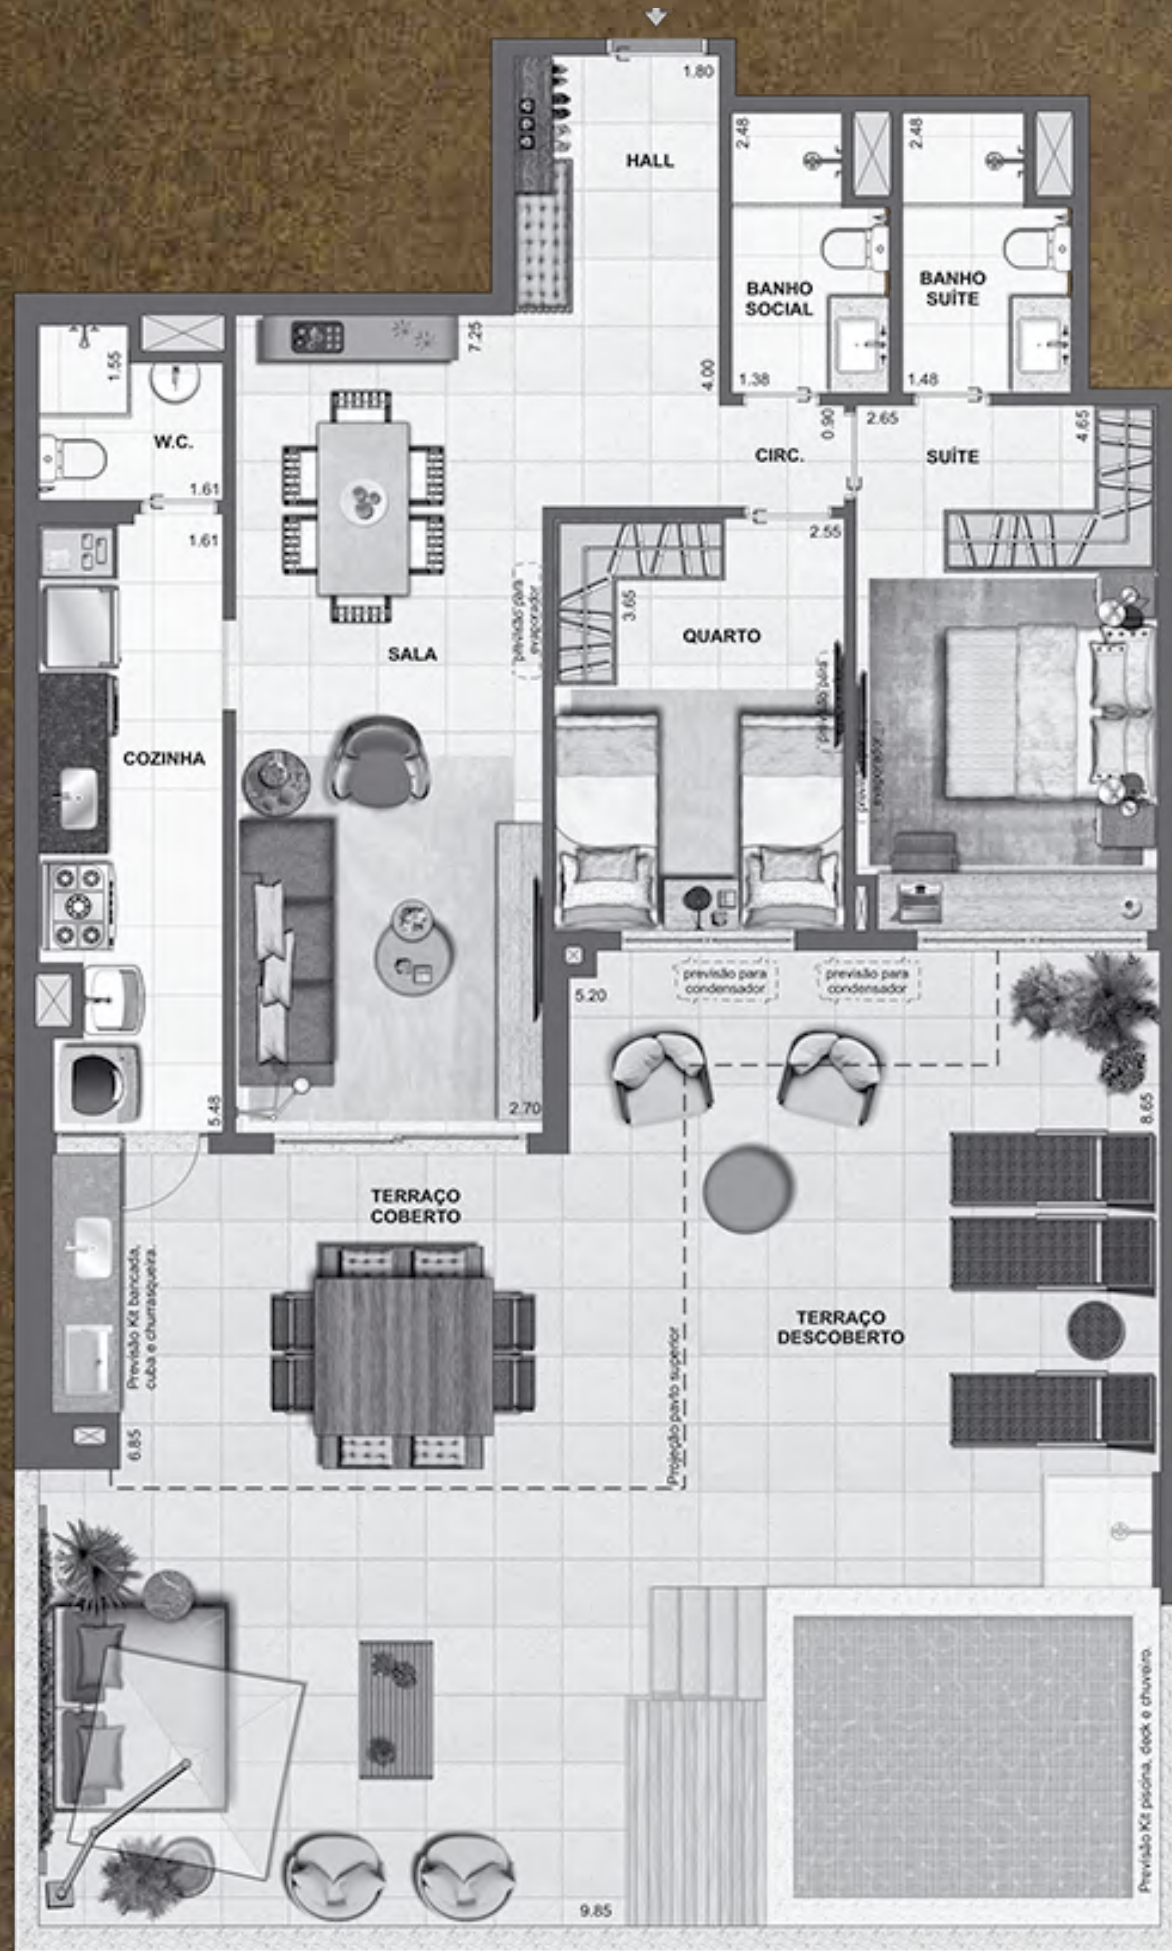 1.80
HALL
2.48
2.48
BANHO
SOCIAL
BANHO
SUÍTE
7.25
4.00
1.38
1.48
1.55
W.C.
1.61
1.61
0.90
2.65
4.65
CIRC.
SUÍTE
2.55
previsão para
evaporador
3.65
QUARTO
SALA
previsão para
evaporador
COZINHA
previsão para
condensador
previsão para
condensador
5.20
5.48
2.70
8.65
TERRAÇO
COBERTO
Previsão Kit bancada,
cuba e churrasqueira.
TERRAÇO
DESCOBERTO
Projeção pavto superior
6.85
Previsão Kit piscina, deck e chuveiro.
9.85